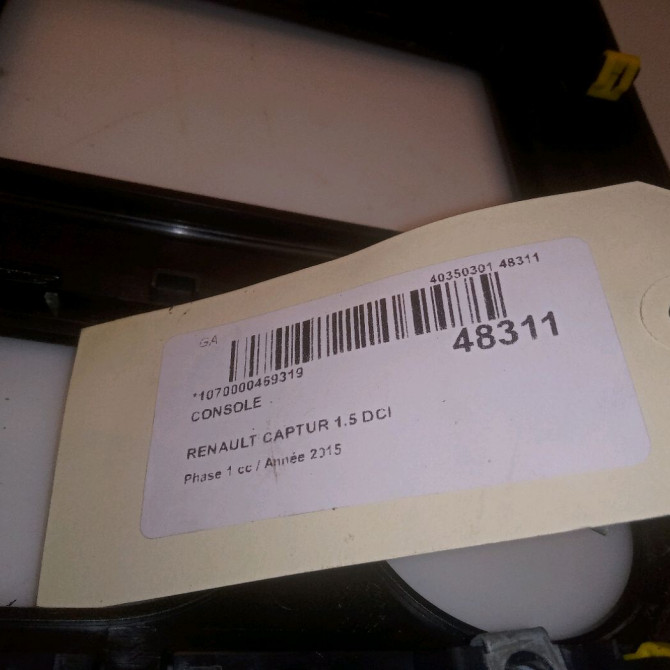 40350301 48311
GA
48311
*1070000469319
CONSOLE
RENAULT CAPTUR 1.5 DCI
Phase 1 cc / Année 2015